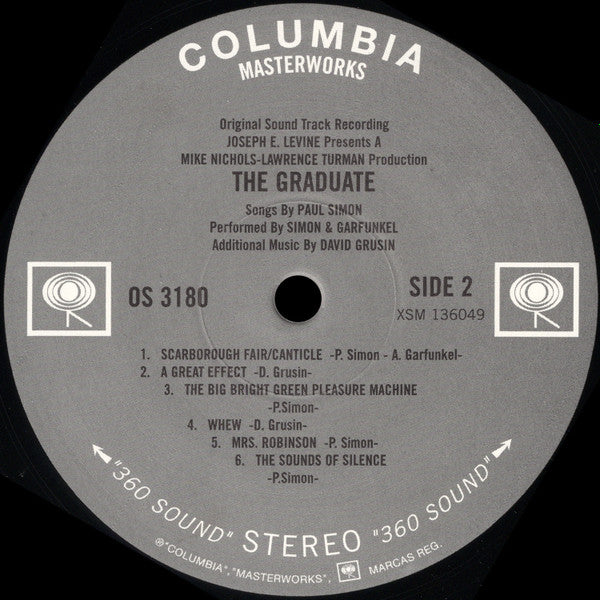 COLUMBIA
MASTERWORKS
Original Sound Track Recording
JOSEPH E. LEVINE Presents A
MIKE NICHOLS-LAWRENCE TURMAN Production
THE GRADUATE
Songs By PAUL SIMON
Performed By SIMON & GARFUNKEL
Additional Music By DAVID GRUSIN
OS 3180
SIDE 2
XSM 136049
1. SCARBOROUGH FAIR/CANTICLE -P. Simon - A. Garfunkel-
2. A GREAT EFFECT -D. Grusin-
3. THE BIG BRIGHT GREEN PLEASURE MACHINE
-P.Simon-
4. WHEW -D. Grusin-
5. MRS. ROBINSON -P. Simon-
6. THE SOUNDS OF SILENCE
-P.Simon-
"360 SOUND" STEREO "360 SOUND"
®"COLUMBIA", "MASTERWORKS", MARCAS REG.